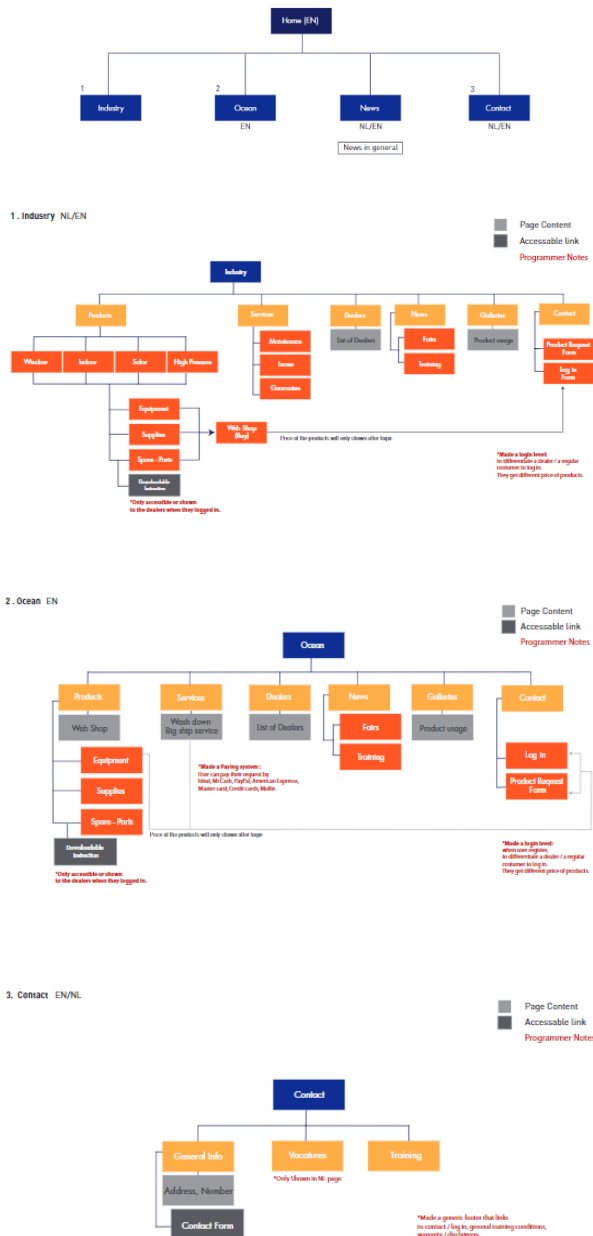 Home (EN)
1
2
3
Industry
Ocean
News
Contact
EN
NL/EN
NL/EN
News in general
1. Industry NL/EN
Page Content
Accessable link
Programmer Notes
Industry
Products
Services
Dealers
News
Galleries
Contact
List of Dealers
Product usage
Window
Indoor
Solar
High Pressure
Maintenance
Lease
Guarantee
Fairs
Training
Product Request
Form
Log in
Form
Equipment
Supplies
Spare - Parts
Downloadable
Instruction
Web Shop
(Buy)
Price of the products will only shown after login
*Only accessible or shown
to the dealers when they logged in.
*Made a login level:
to differentiate a dealer / a regular
costumer to log in.
They get different price of products.
2. Ocean EN
Page Content
Accessable link
Programmer Notes
Ocean
Products
Services
Dealers
News
Galleries
Contact
Web Shop
Wash down
Big ship service
List of Dealers
Fairs
Training
Product usage
Log in
Product Request
Form
Equipment
Supplies
Spare - Parts
Downloadable
Instruction
*Made a Paying system :
User can pay their request by
Ideal, MrCash, PayPal, American Express,
Master card, Credit cards, Mollie.
Price of the products will only shown after login
*Only accessible or shown
to the dealers when they logged in.
*Made a login level:
when user register,
to differentiate a dealer / a regular
costumer to log in.
They get different price of products.
3. Contact EN/NL
Page Content
Accessable link
Programmer Notes
Contact
General Info
Vacatures
Training
*Only Shown in NL page
Address, Number
Contact Form
*Made a generic footer that links
to contact / log in, general training conditions,
warranty / disclaimers